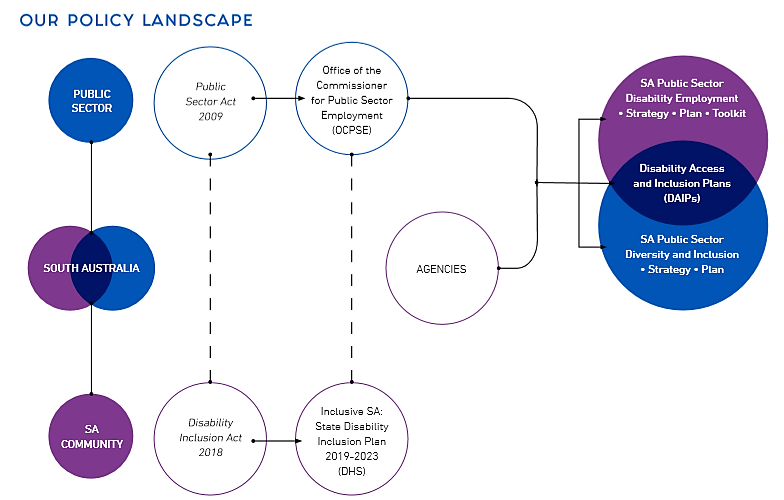 OUR POLICY LANDSCAPE
PUBLIC
SECTOR
Public
Sector Act
2009
Office of the
Commissioner
for Public Sector
Employment
(OCPSE)
SA Public Sector
Disability Employment
• Strategy • Plan • Toolkit
Disability Access
and Inclusion Plans
(DAIPs)
SA Public Sector
Diversity and Inclusion
• Strategy • Plan
SOUTH AUSTRALIA
AGENCIES
SA
COMMUNITY
Disability
Inclusion Act
2018
Inclusive SA:
State Disability
Inclusion Plan
2019-2023
(DHS)